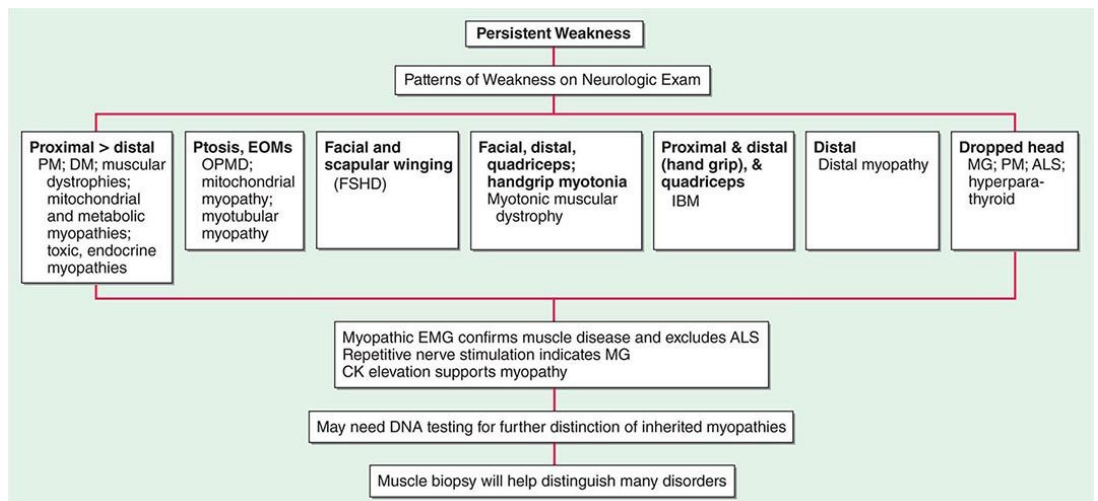 Persistent Weakness
Patterns of Weakness on Neurologic Exam
Proximal > distal
PM; DM; muscular
dystrophies;
mitochondrial
and metabolic
myopathies;
toxic, endocrine
myopathies
Ptosis, EOMs
OPMD;
mitochondrial
myopathy;
myotubular
myopathy
Facial and
scapular winging
(FSHD)
Facial, distal,
quadriceps;
handgrip myotonia
Myotonic muscular
dystrophy
Proximal & distal
(hand grip), &
quadriceps
IBM
Distal
Distal myopathy
Dropped head
MG; PM; ALS;
hyperpara-
thyroid
Myopathic EMG confirms muscle disease and excludes ALS
Repetitive nerve stimulation indicates MG
CK elevation supports myopathy
May need DNA testing for further distinction of inherited myopathies
Muscle biopsy will help distinguish many disorders